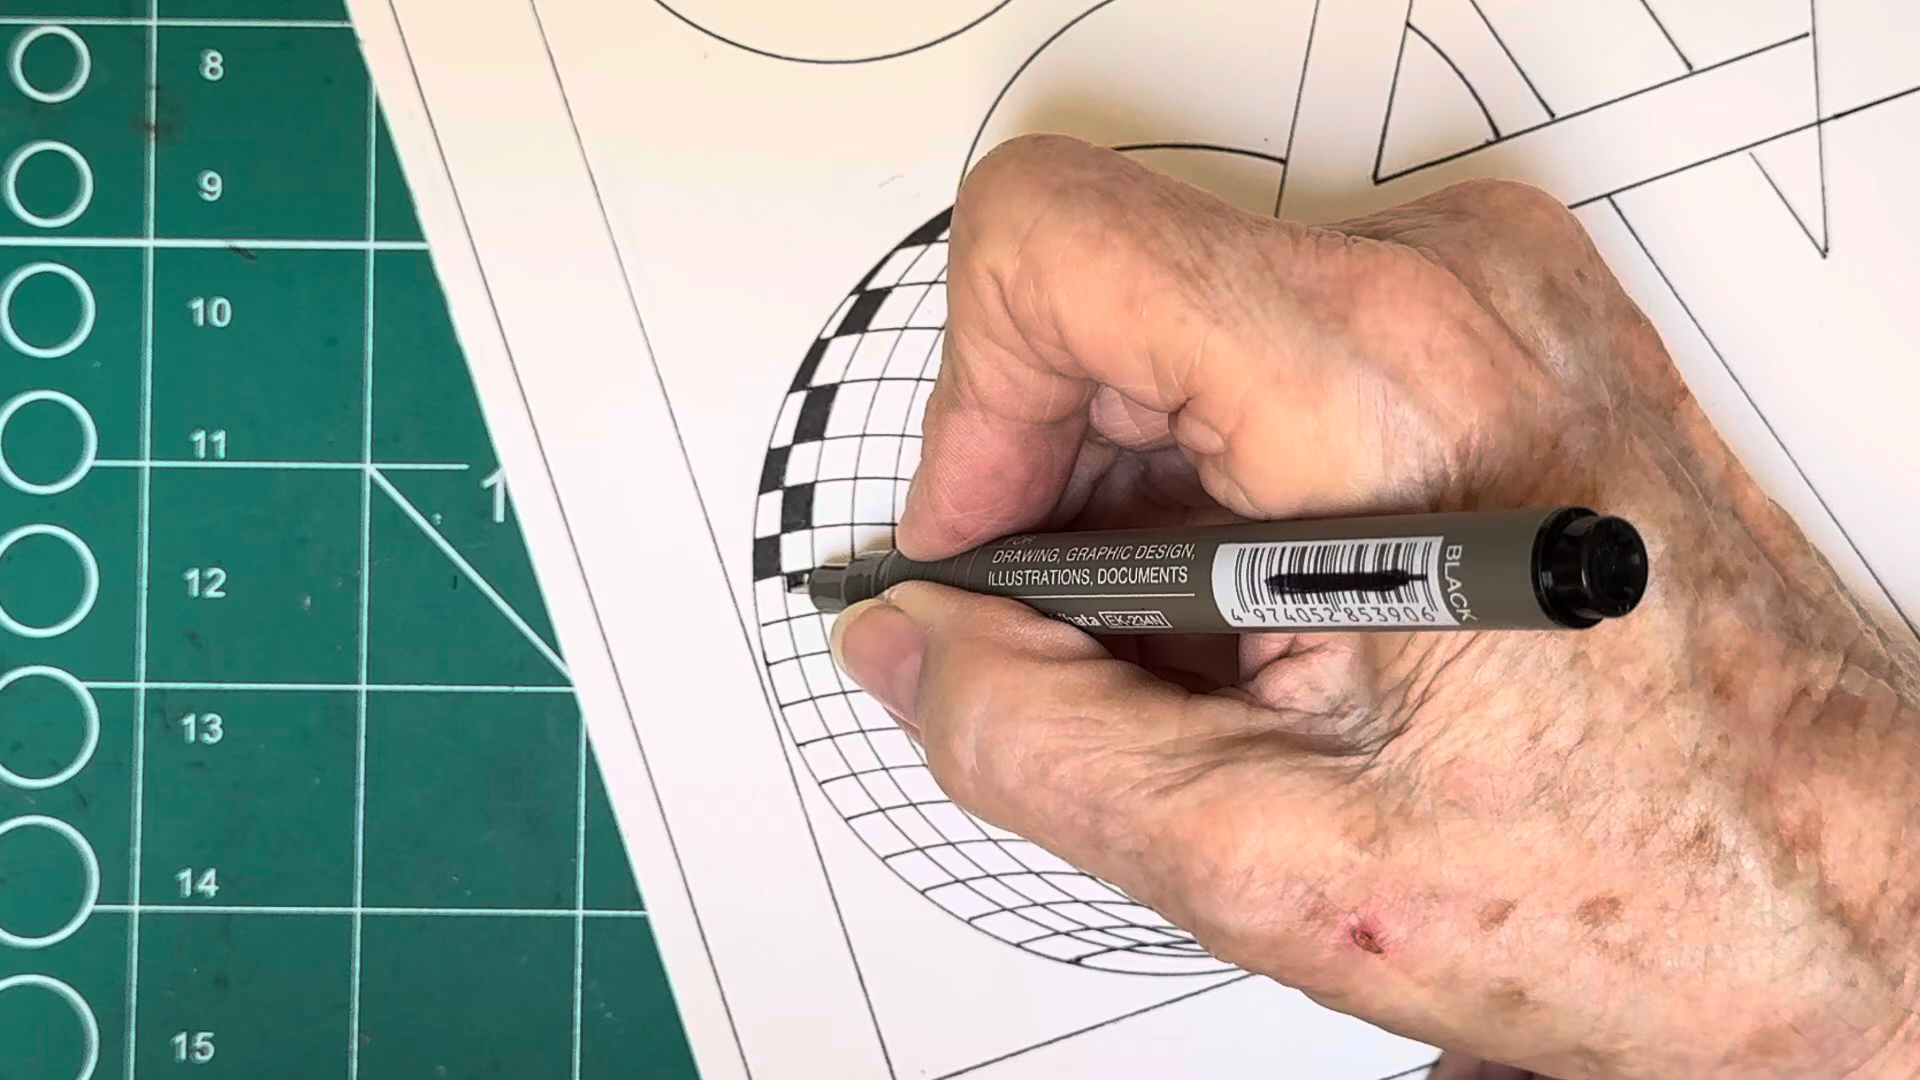 8
9
10
11
1
12
13
14
15
DRAWING, GRAPHIC DESIGN,
ILLUSTRATIONS, DOCUMENTS
EK-234N
4 974052 853906
BLACK